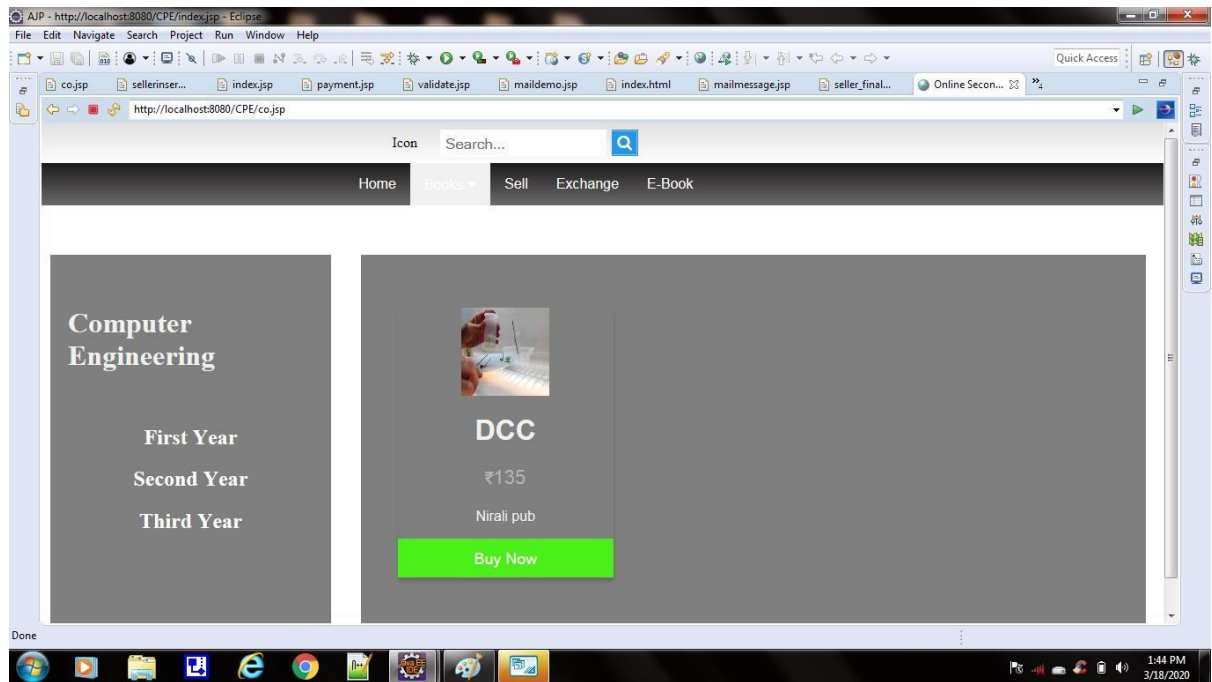 AJP - http://localhost:8080/CPE/index.jsp - Eclipse
File Edit Navigate Search Project Run Window Help
Quick Access
co.jsp sellerinser... index.jsp payment.jsp validate.jsp maildemo.jsp index.html mailmessage.jsp seller_final... Online Secon... »4
http://localhost:8080/CPE/co.jsp
Icon Search...
Home Books Sell Exchange E-Book
Computer
Engineering
First Year
Second Year
Third Year
DCC
₹135
Nirali pub
Buy Now
Done
1:44 PM
3/18/2020